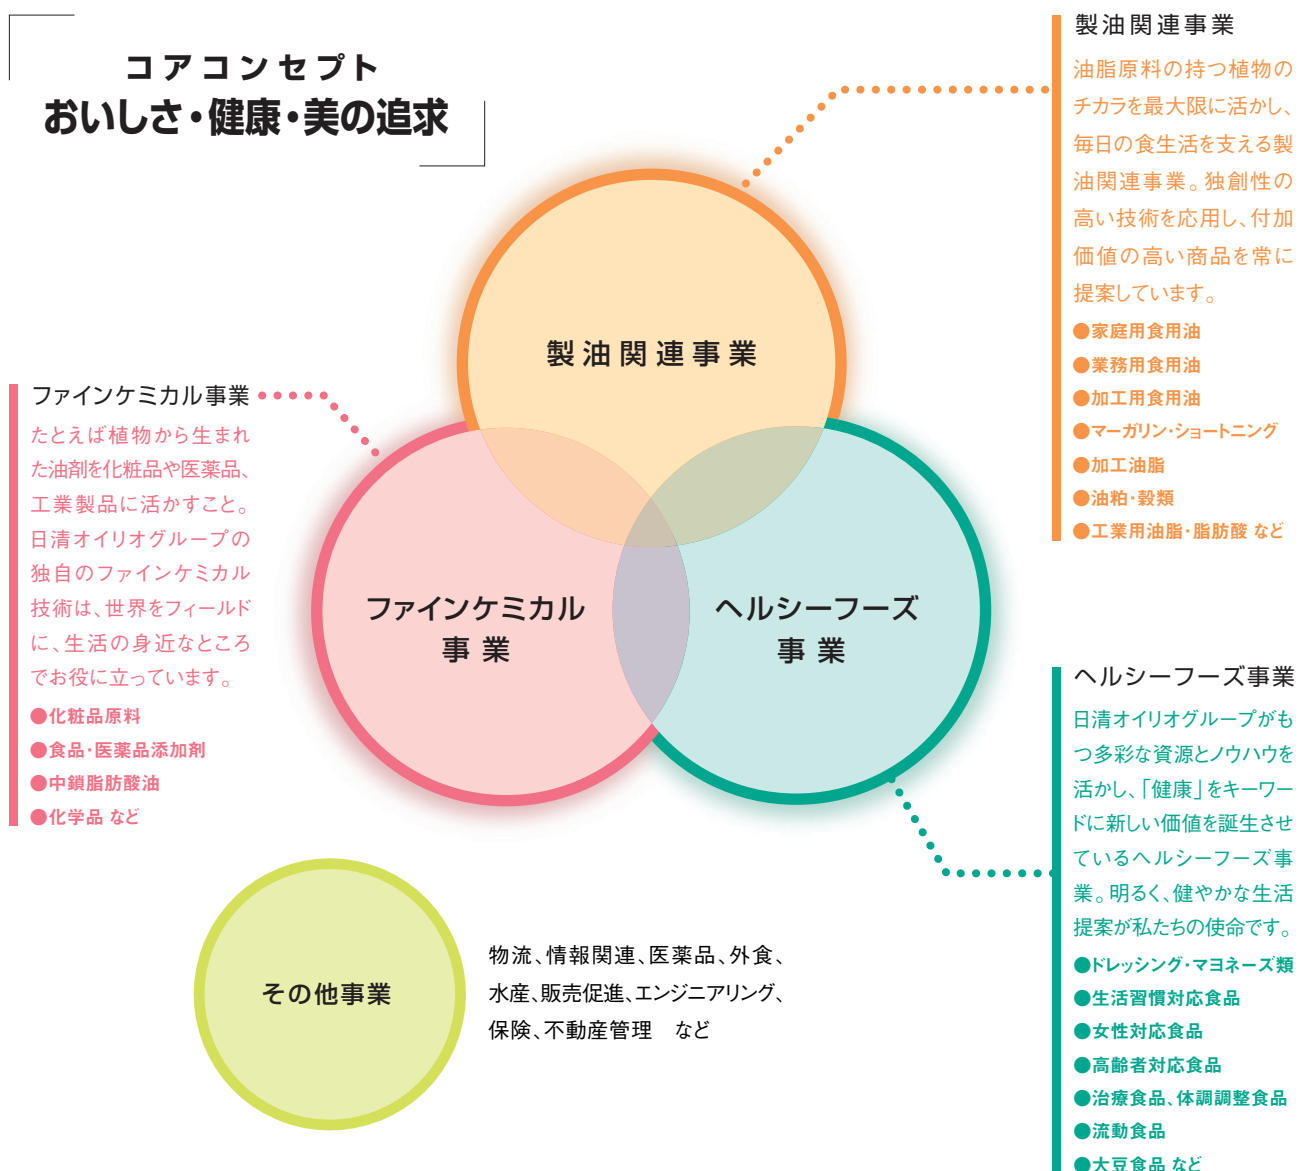 コアコンセプト
おいしさ・健康・美の追求
製油関連事業
油脂原料の持つ植物の
チカラを最大限に活かし、
毎日の食生活を支える製
油関連事業。独創性の
高い技術を応用し、付加
価値の高い商品を常に
提案しています。
●家庭用食用油
●業務用食用油
●加工用食用油
●マーガリン・ショートニング
●加工油脂
●油粕・穀類
●工業用油脂・脂肪酸 など
製油関連事業
ファインケミカル事業
たとえば植物から生まれ
た油剤を化粧品や医薬品、
工業製品に活かすこと。
日清オイリオグループの
独自のファインケミカル
技術は、世界をフィールド
に、生活の身近なところ
でお役に立っています。
●化粧品原料
●食品・医薬品添加剤
●中鎖脂肪酸油
●化学品 など
ファインケミカル
事業
ヘルシーフーズ
事業
ヘルシーフーズ事業
日清オイリオグループがも
つ多彩な資源とノウハウを
活かし、「健康」をキーワー
ドに新しい価値を誕生させ
ているヘルシーフーズ事
業。明るく、健やかな生活
提案が私たちの使命です。
●ドレッシング・マヨネーズ類
●生活習慣対応食品
●女性対応食品
●高齢者対応食品
●治療食品、体調調整食品
●流動食品
●大豆食品 など
その他事業
物流、情報関連、医薬品、外食、
水産、販売促進、エンジニアリング、
保険、不動産管理　など